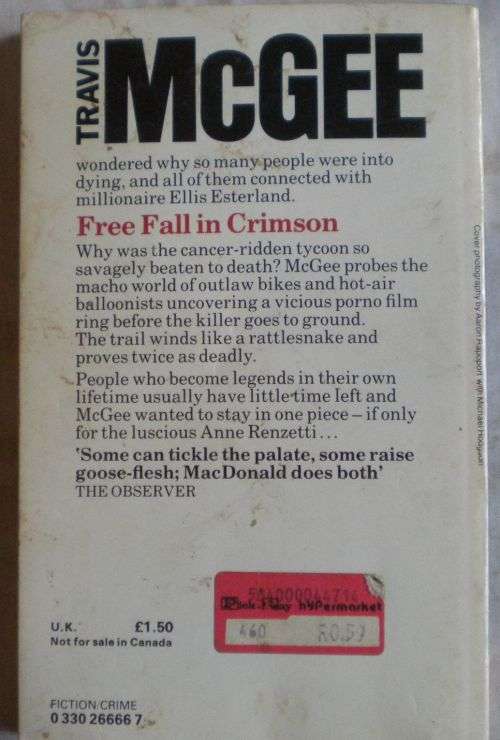 TRAVIS
McGEE
wondered why so many people were into
dying, and all of them connected with
millionaire Ellis Esterland.
Free Fall in Crimson
Why was the cancer-ridden tycoon so
savagely beaten to death? McGee probes the
macho world of outlaw bikes and hot-air
balloonists uncovering a vicious porno film
ring before the killer goes to ground.
The trail winds like a rattlesnake and
proves twice as deadly.
People who become legends in their own
lifetime usually have little time left and
McGee wanted to stay in one piece – if only
for the luscious Anne Renzetti...
'Some can tickle the palate, some raise
goose-flesh; MacDonald does both'
THE OBSERVER
Cover photography by Aaron Rapoport with Michael
hyPermarket
460 R0.59
U.K. £1.50
Not for sale in Canada
FICTION/CRIME
0 330 26666 7